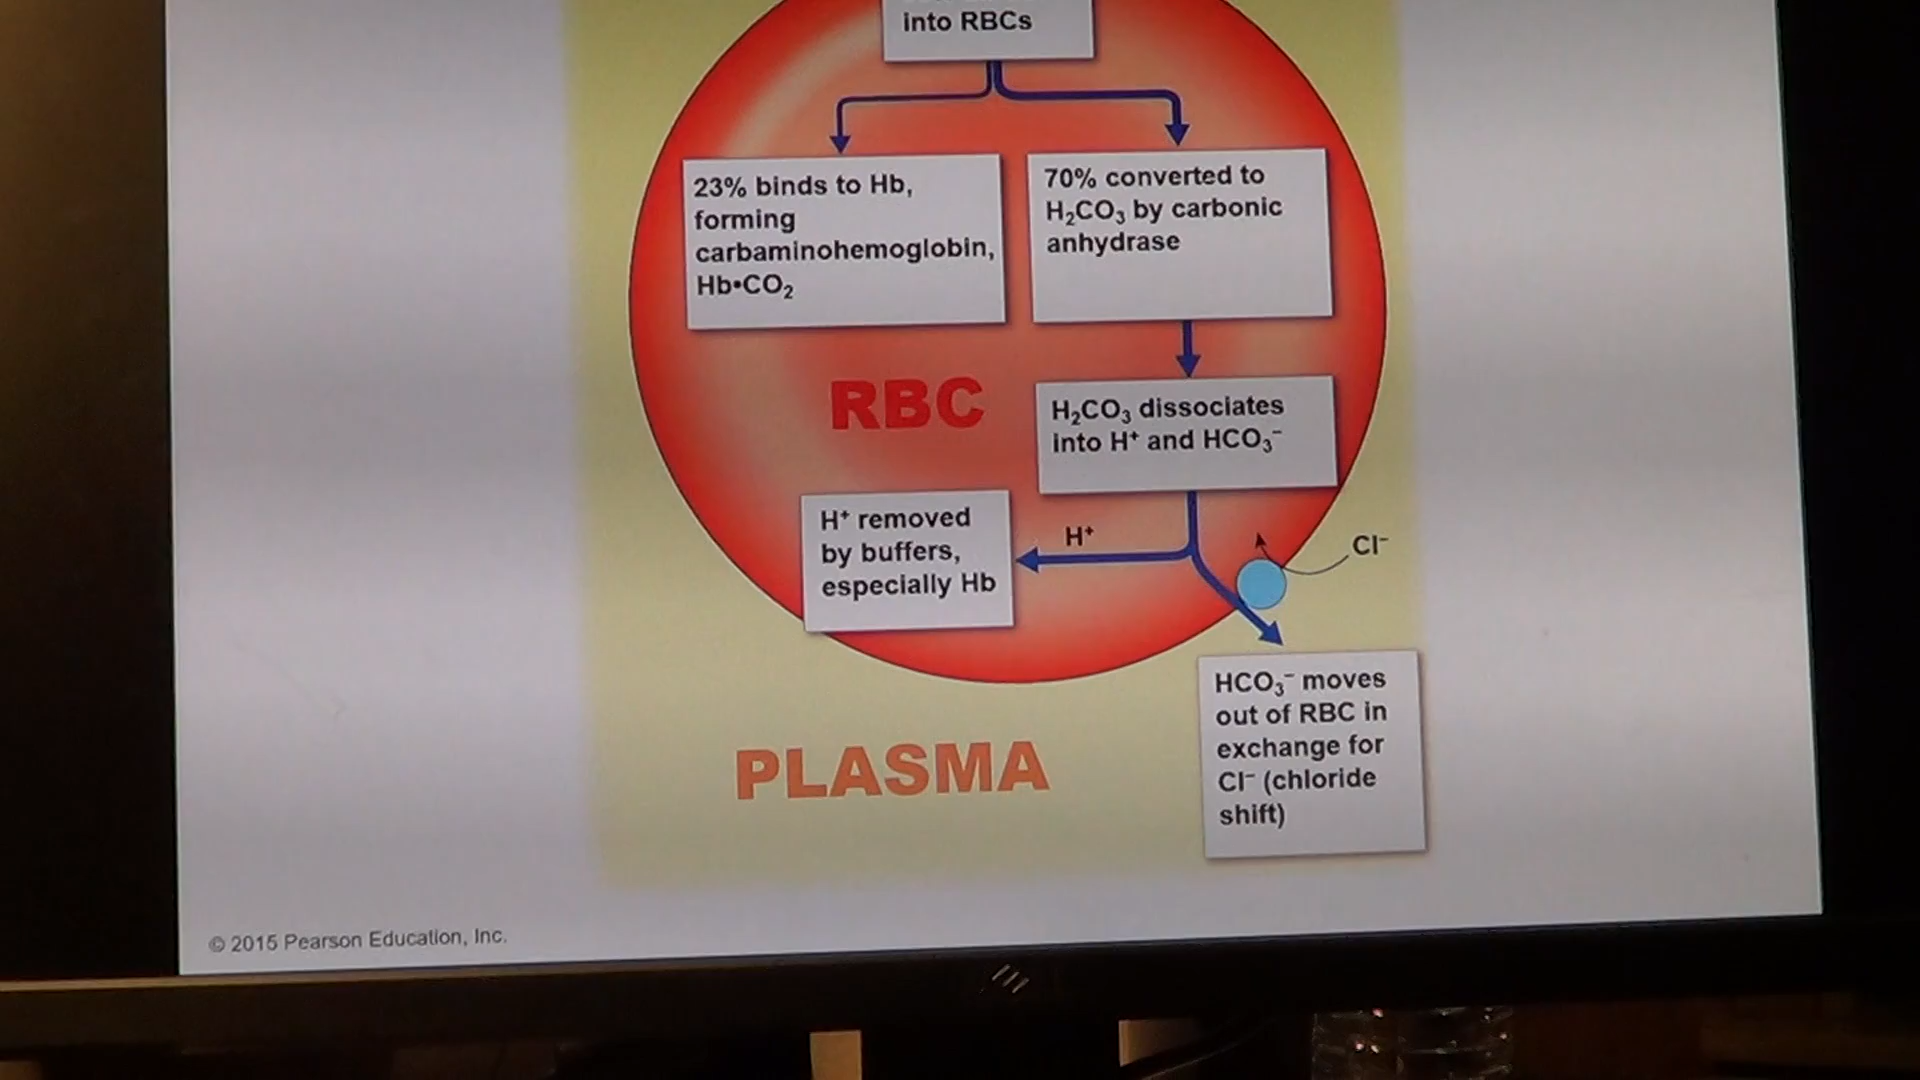 into RBCs
23% binds to Hb,
forming
carbaminohemoglobin,
Hb•CO₂
70% converted to
H₂CO₃ by carbonic
anhydrase
RBC
H₂CO₃ dissociates
into H⁺ and HCO₃⁻
H⁺ removed
by buffers,
especially Hb
H⁺
Cl⁻
HCO₃⁻ moves
out of RBC in
exchange for
Cl⁻ (chloride
shift)
PLASMA
© 2015 Pearson Education, Inc.